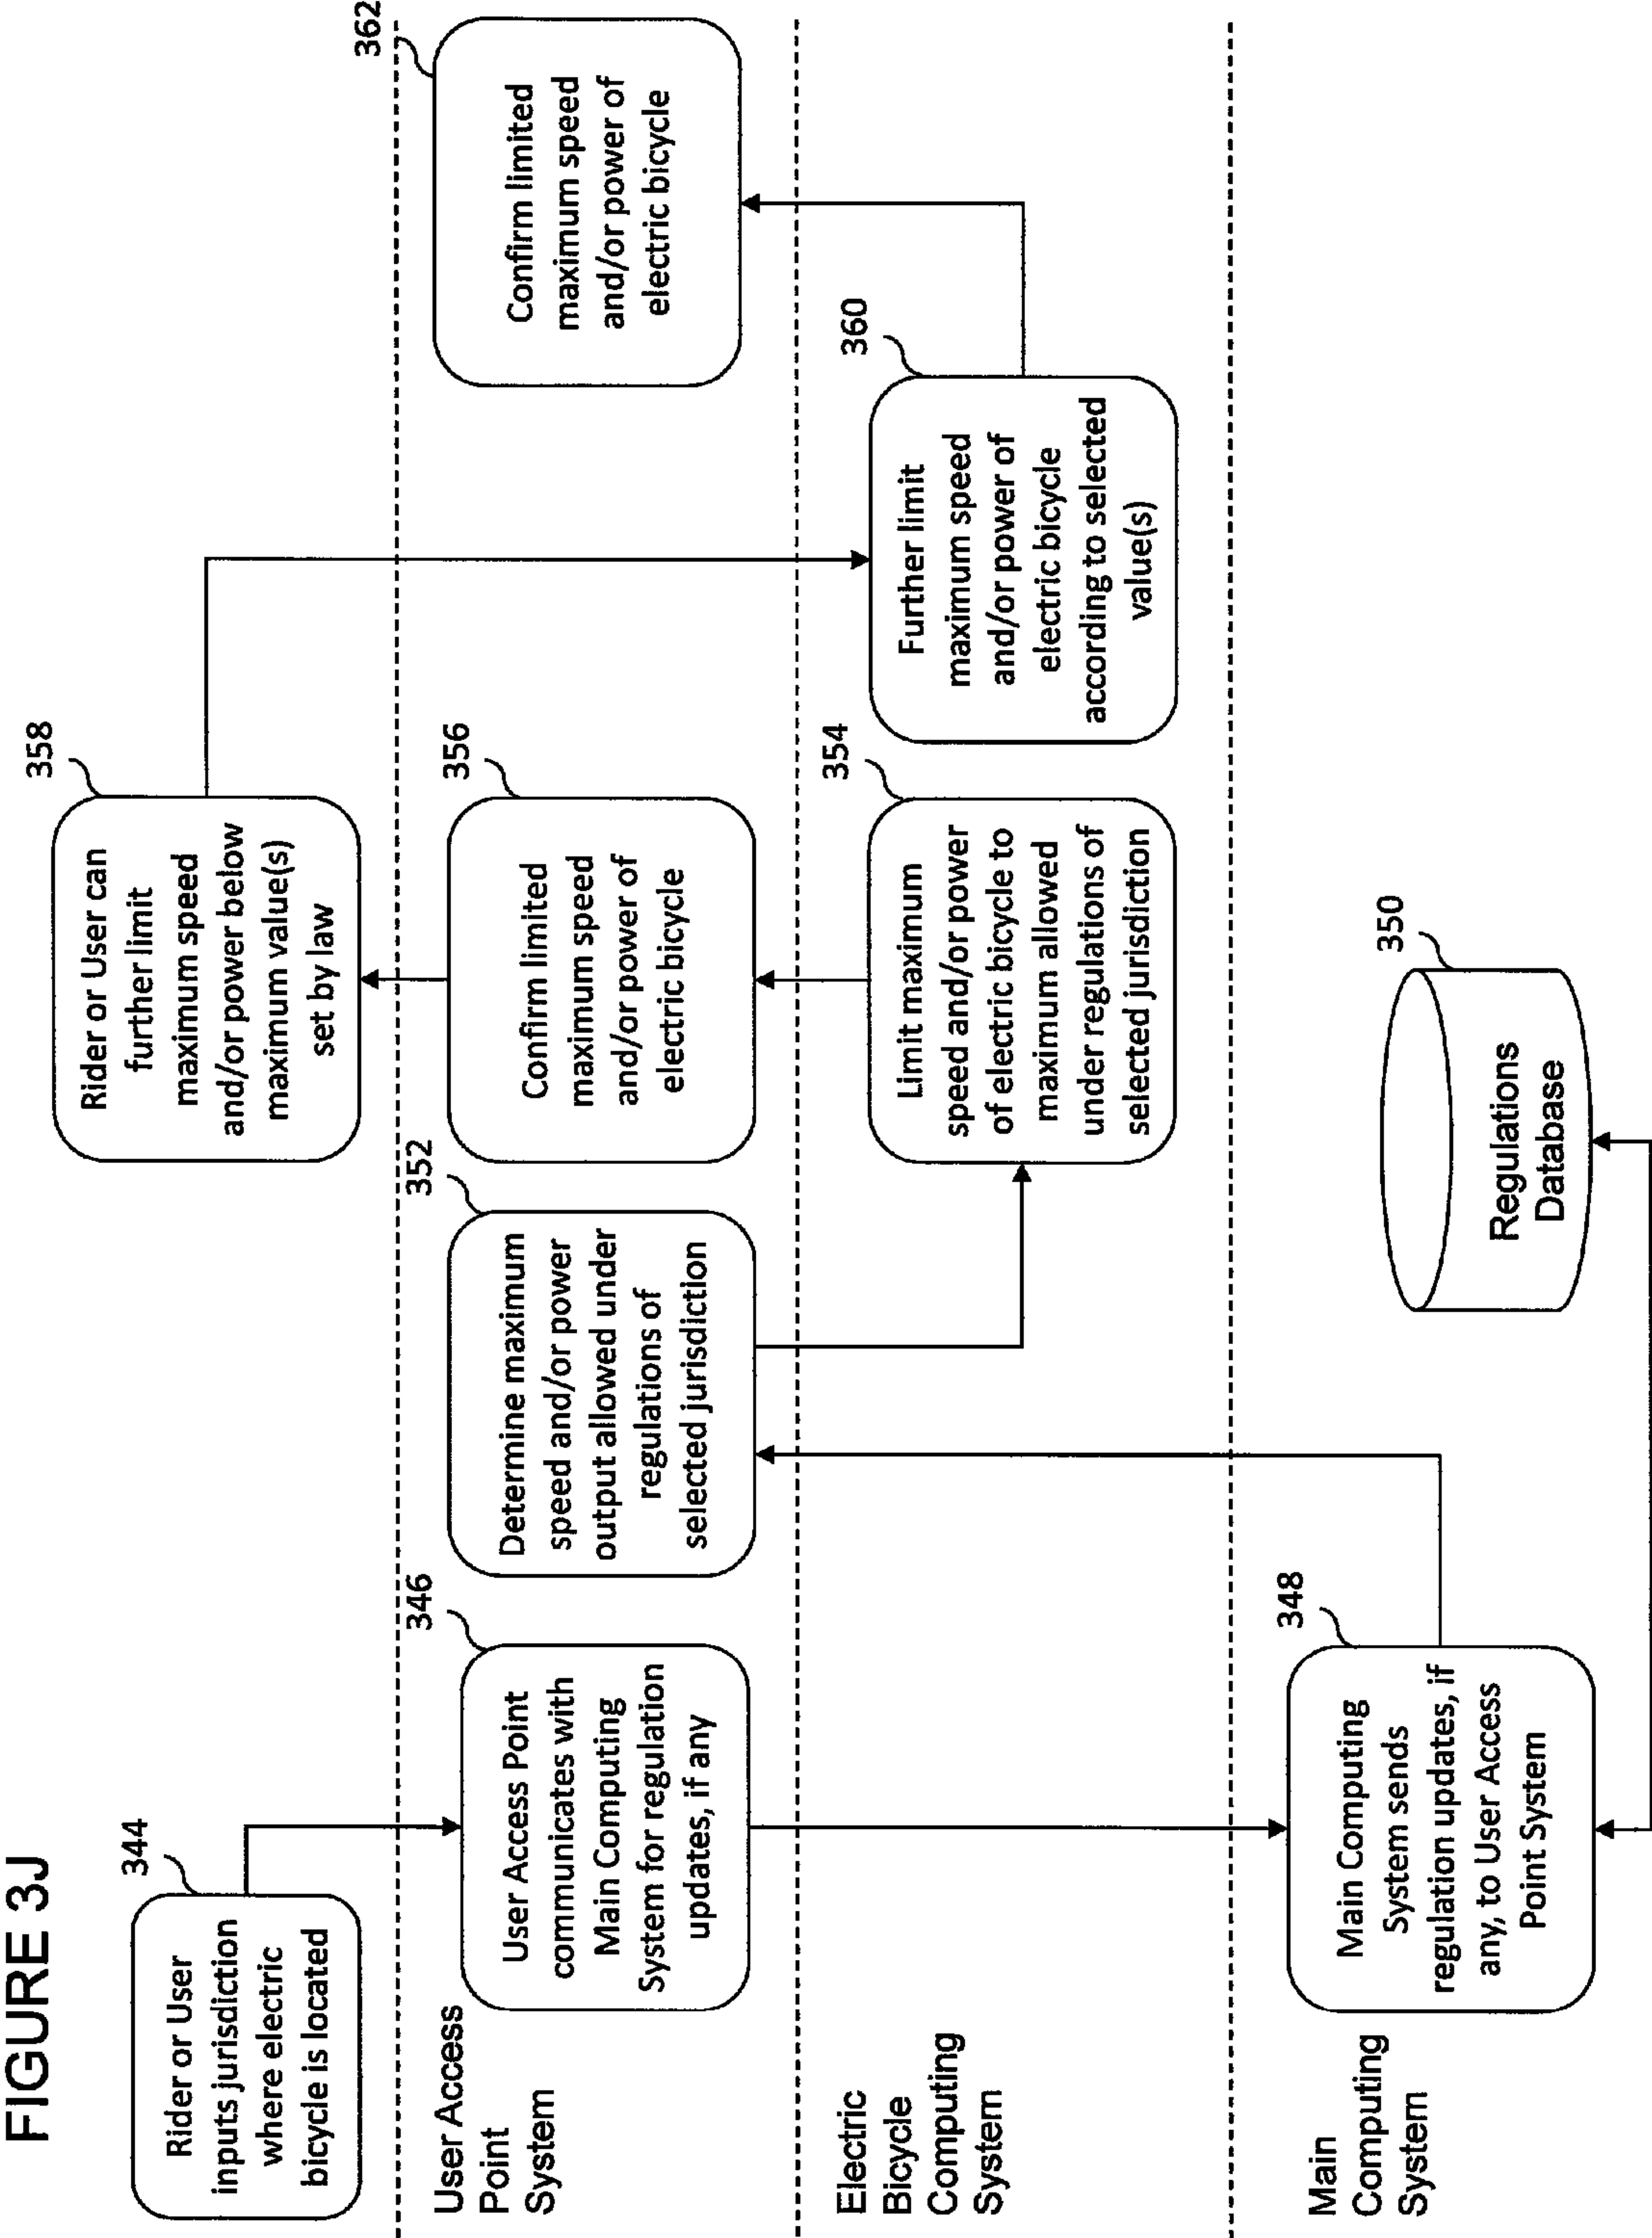 FIGURE 3J
344
Rider or User
inputs jurisdiction
where electric
bicycle is located
358
Rider or User can
further limit
maximum speed
and/or power below
maximum value(s)
set by law
User Access
Point
System
346
User Access Point
communicates with
Main Computing
System for regulation
updates, if any
352
Determine maximum
speed and/or power
output allowed under
regulations of
selected jurisdiction
356
Confirm limited
maximum speed
and/or power of
electric bicycle
362
Confirm limited
maximum speed
and/or power of
electric bicycle
Electric
Bicycle
Computing
System
354
Limit maximum
speed and/or power
of electric bicycle to
maximum allowed
under regulations of
selected jurisdiction
360
Further limit
maximum speed
and/or power of
electric bicycle
according to selected
value(s)
Main
Computing
System
348
Main Computing
System sends
regulation updates, if
any, to User Access
Point System
350
Regulations
Database